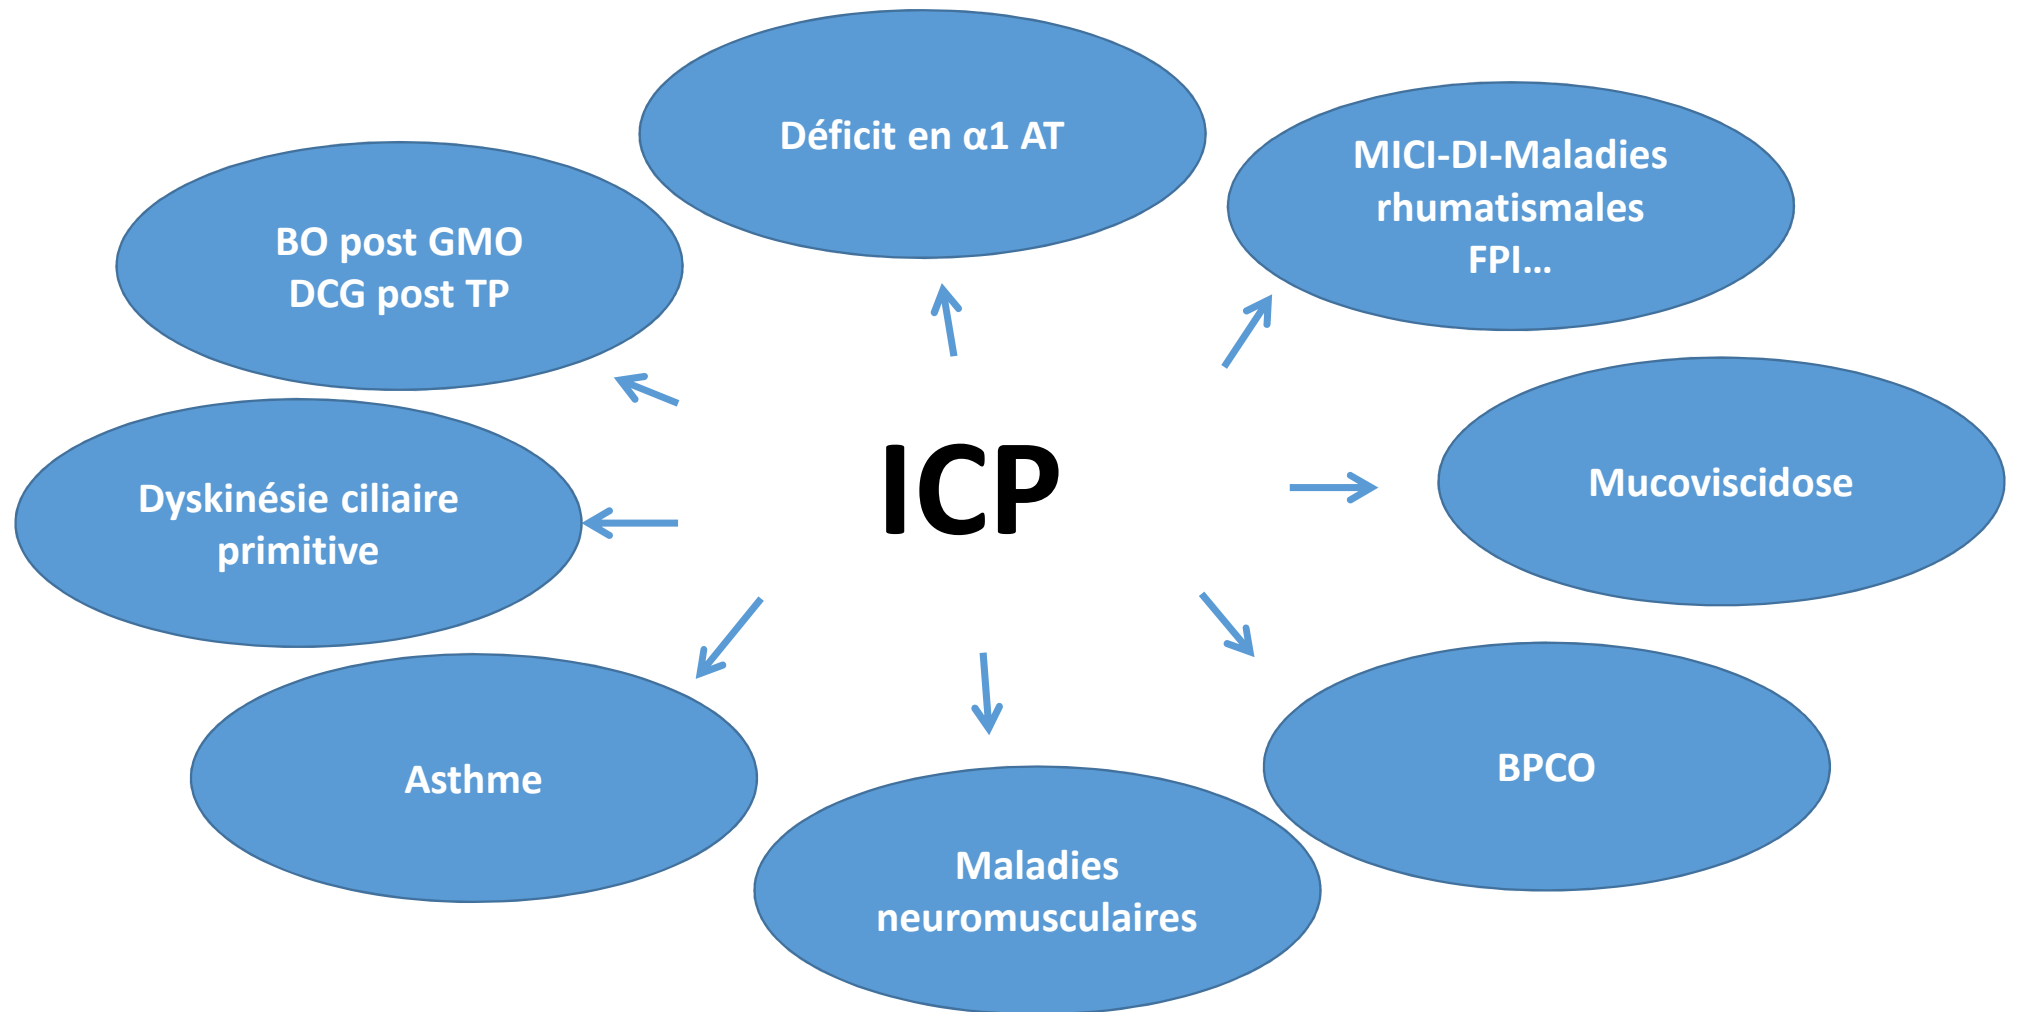 Déficit en α1 AT
MICI-DI-Maladies
rhumatismales
FPI...
BO post GMO
DCG post TP
ICP
Mucoviscidose
Dyskinésie ciliaire
primitive
Asthme
BPCO
Maladies
neuromusculaires